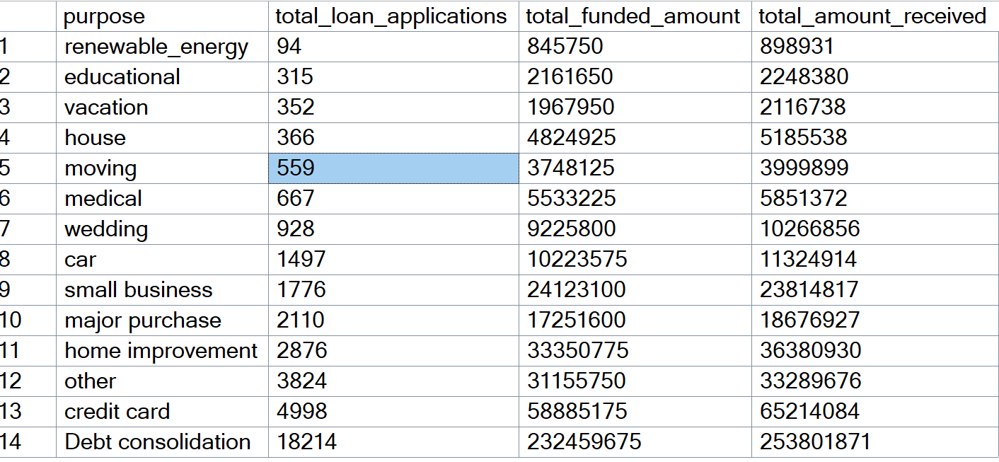 purpose total_loan_applications total_funded_amount total_amount_received
1 renewable_energy 94 845750 898931
2 educational 315 2161650 2248380
3 vacation 352 1967950 2116738
4 house 366 4824925 5185538
5 moving 559 3748125 3999899
6 medical 667 5533225 5851372
7 wedding 928 9225800 10266856
8 car 1497 10223575 11324914
9 small business 1776 24123100 23814817
10 major purchase 2110 17251600 18676927
11 home improvement 2876 33350775 36380930
12 other 3824 31155750 33289676
13 credit card 4998 58885175 65214084
14 Debt consolidation 18214 232459675 253801871